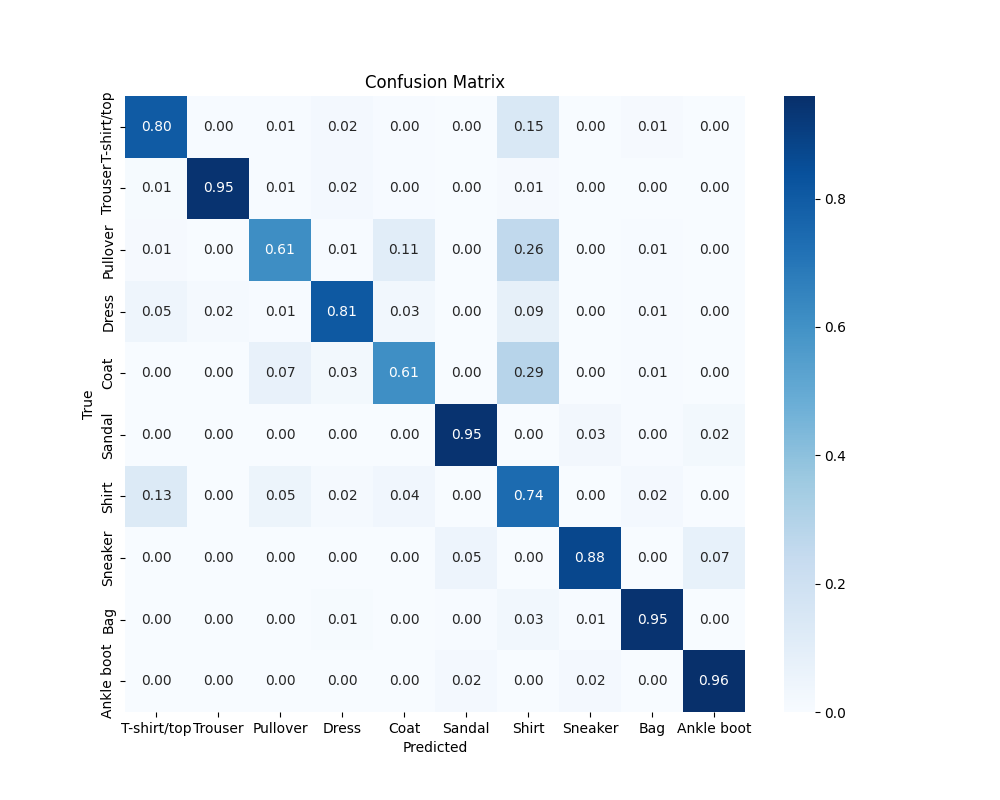 Confusion Matrix
T-shirt/top 0.80 0.00 0.01 0.02 0.00 0.00 0.15 0.00 0.01 0.00
Trouser 0.01 0.95 0.01 0.02 0.00 0.00 0.01 0.00 0.00 0.00
Pullover 0.01 0.00 0.61 0.01 0.11 0.00 0.26 0.00 0.01 0.00
Dress 0.05 0.02 0.01 0.81 0.03 0.00 0.09 0.00 0.01 0.00
Coat 0.00 0.00 0.07 0.03 0.61 0.00 0.29 0.00 0.01 0.00
Sandal 0.00 0.00 0.00 0.00 0.00 0.95 0.00 0.03 0.00 0.02
Shirt 0.13 0.00 0.05 0.02 0.04 0.00 0.74 0.00 0.02 0.00
Sneaker 0.00 0.00 0.00 0.00 0.00 0.05 0.00 0.88 0.00 0.07
Bag 0.00 0.00 0.00 0.01 0.00 0.00 0.03 0.01 0.95 0.00
Ankle boot 0.00 0.00 0.00 0.00 0.00 0.02 0.00 0.02 0.00 0.96
T-shirt/top Trouser Pullover Dress Coat Sandal Shirt Sneaker Bag Ankle boot
Predicted
True
0.8
0.6
0.4
0.2
0.0